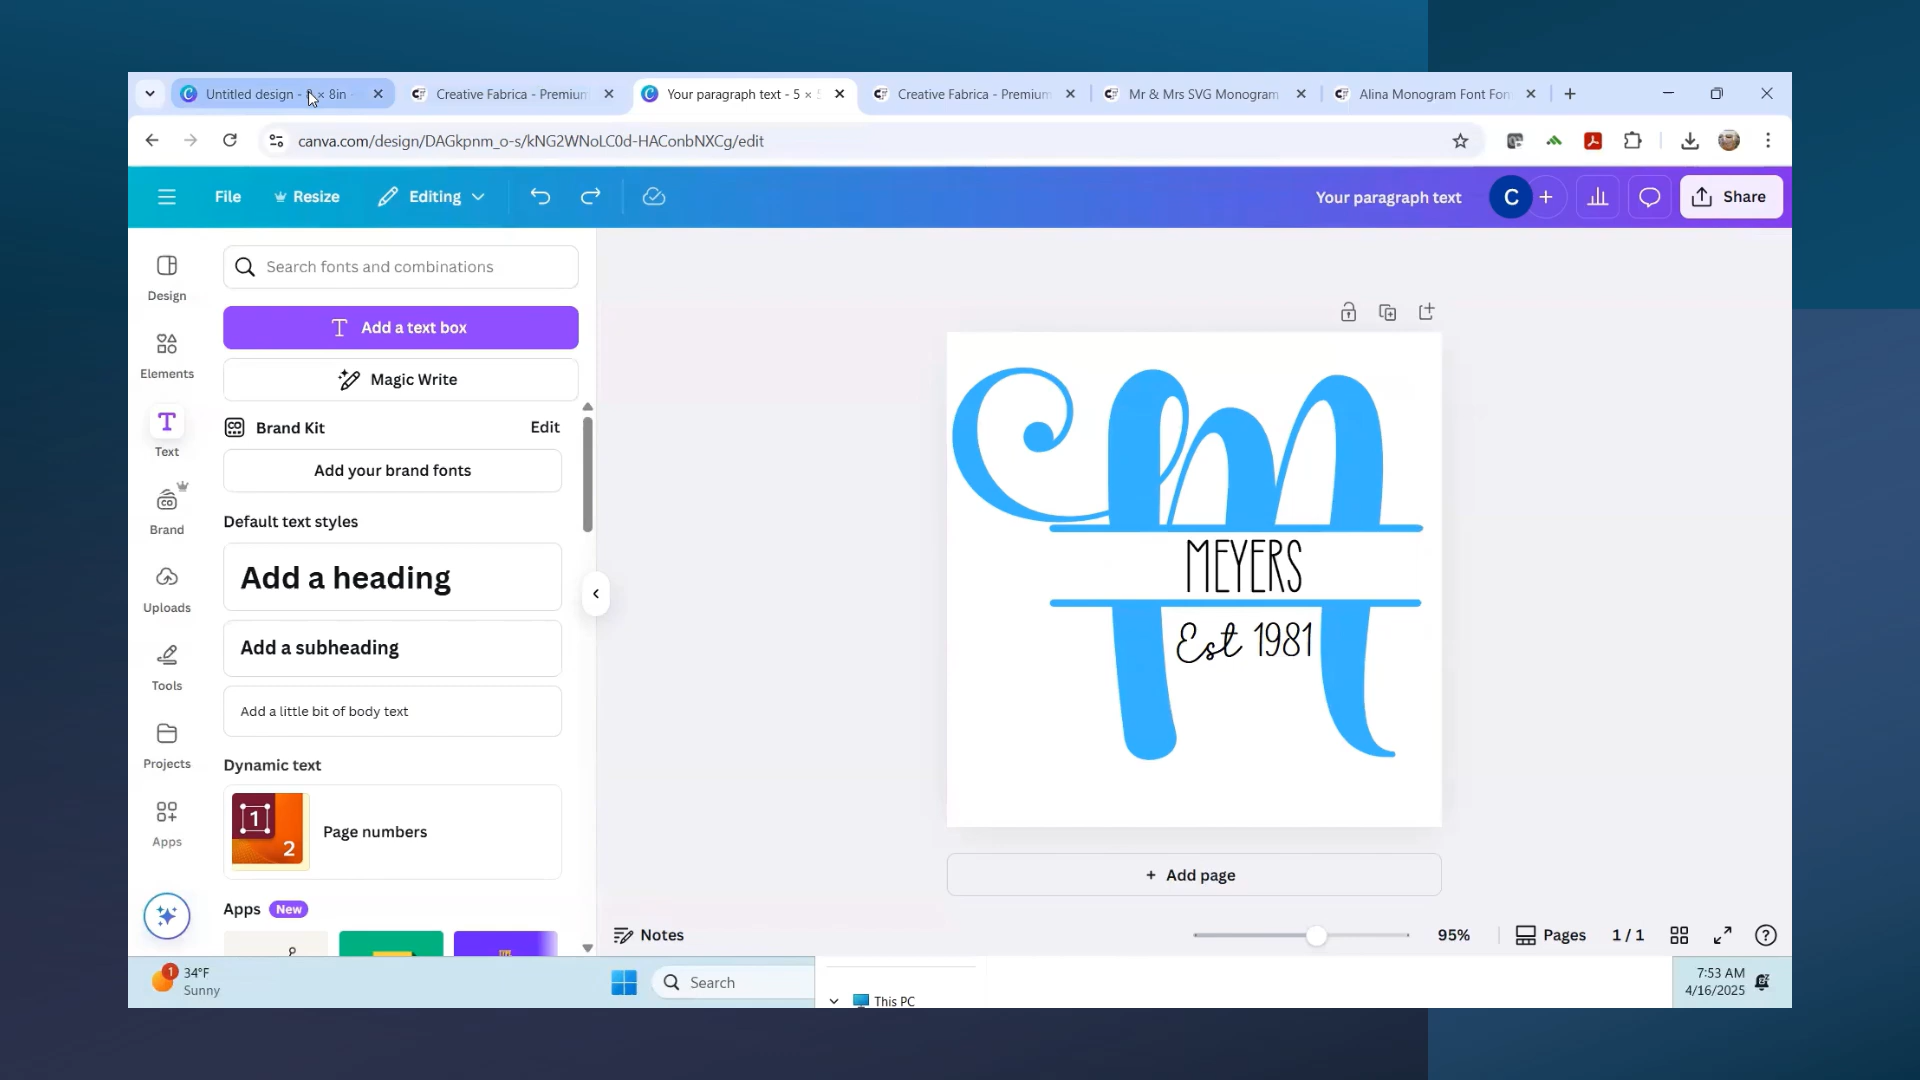 Untitled design - 8 × 8in
Creative Fabrica - Premium
Your paragraph text - 5 ×
Creative Fabrica - Premium
Mr & Mrs SVG Monogram
Alina Monogram Font Fon
canva.com/design/DAGkpnm_o-s/kNG2WNoLC0d-HAConbNXCg/edit
File
Resize
Editing
Your paragraph text
C
Share
Design
Elements
Text
Brand
Uploads
Tools
Projects
Apps
Search fonts and combinations
Add a text box
Magic Write
Brand Kit
Edit
Add your brand fonts
Default text styles
Add a heading
Add a subheading
Add a little bit of body text
Dynamic text
1
2
Page numbers
Apps
New
M
MEYERS
Est 1981
+ Add page
Notes
95%
Pages
1 / 1
1
34°F
Sunny
Search
This PC
7:53 AM
4/16/2025